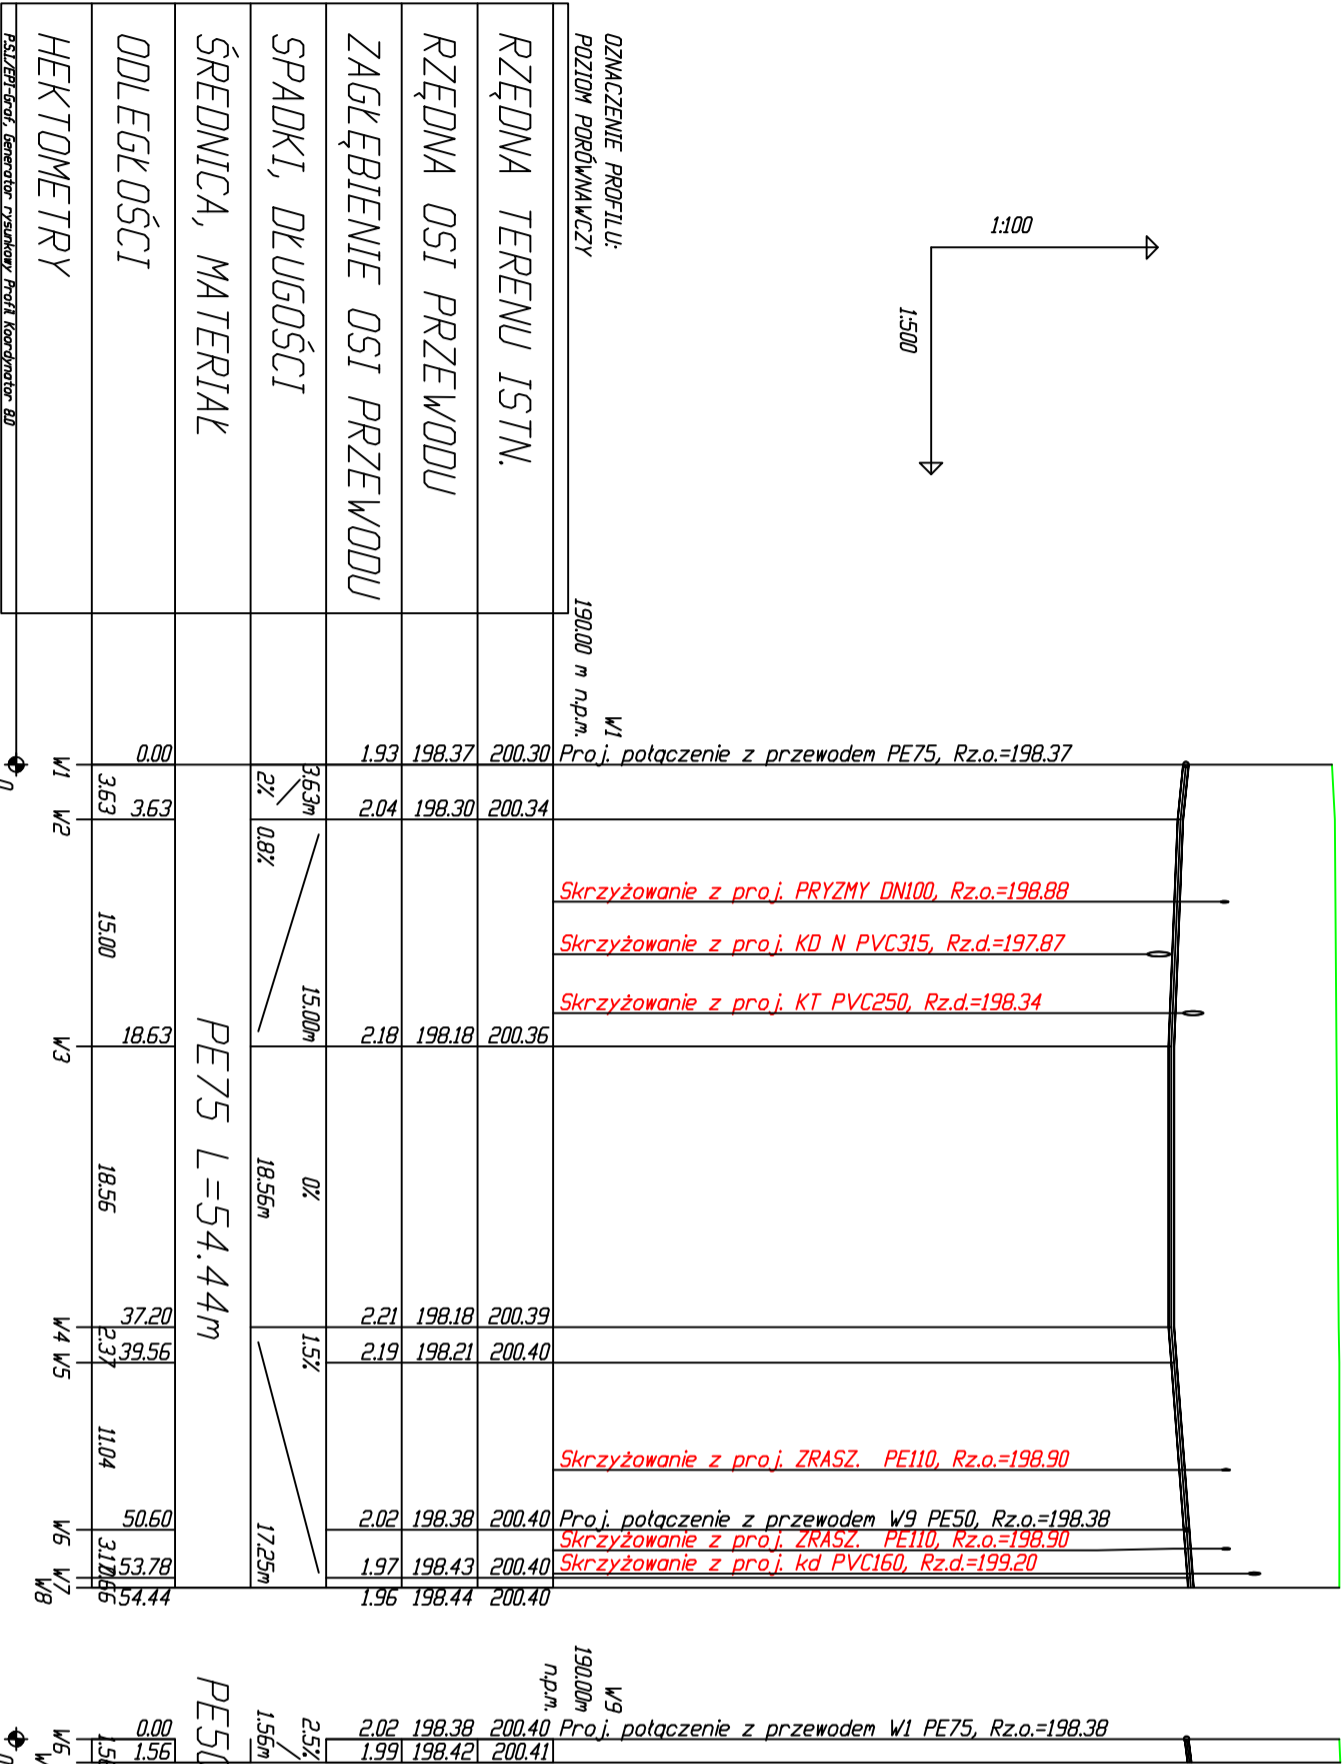 1:100
1:500
OZNACZENIE PROFILU:
POZIOM PORÓWNAWCZY
190.00 m n.p.m.
W1
RZĘDNA TERENU ISTN.
RZĘDNA OSI PRZEWODU
ZAGŁĘBIENIE OSI PRZEWODU
SPADKI, DŁUGOŚCI
ŚREDNICA, MATERIAŁ
ODLEGŁOŚCI
HEKTOMETRY
P.S.I./EPI-Graf, Generator rysunkowy Profil Koordynator 8.0
0.00 1.93 198.37 200.30 Proj. połączenie z przewodem PE75, Rz.o.=198.37
3.63 2.04 198.30 200.34
Skrzyżowanie z proj. PRYZMY DN100, Rz.o.=198.88
Skrzyżowanie z proj. KD N PVC315, Rz.d.=197.87
Skrzyżowanie z proj. KT PVC250, Rz.d.=198.34
18.63 2.18 198.18 200.36
37.20 2.21 198.18 200.39
39.56 2.19 198.21 200.40
Skrzyżowanie z proj. ZRASZ. PE110, Rz.o.=198.90
50.60 2.02 198.38 200.40 Proj. połączenie z przewodem W9 PE50, Rz.o.=198.38
Skrzyżowanie z proj. ZRASZ. PE110, Rz.o.=198.90
53.78 1.97 198.43 200.40 Skrzyżowanie z proj. kd PVC160, Rz.d.=199.20
54.44 1.96 198.44 200.40
3.63m 15.00m 0% 1.5% 17.25m
2% 0.8% 18.56m
PE75 L=54.44m
3.63 15.00 18.56 2.37 11.04 3.17 0.66
W1 W2 W3 W4 W5 W6 W7 W8
0
W9
190.00m
n.p.m.
0.00 2.02 198.38 200.40 Proj. połączenie z przewodem W1 PE75, Rz.o.=198.38
1.56 1.99 198.42 200.41
2.5%
1.56m
W6